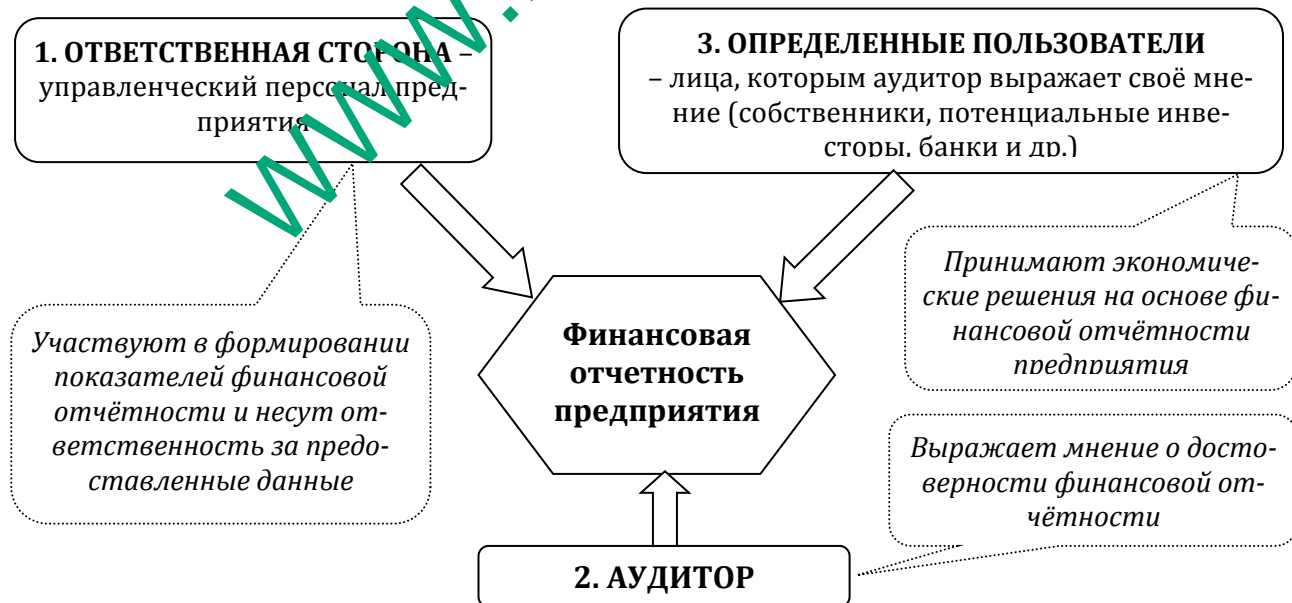 www.
1. ОТВЕТСТВЕННАЯ СТОРОНА –
управленческий персонал пред-
приятия
3. ОПРЕДЕЛЕННЫЕ ПОЛЬЗОВАТЕЛИ
– лица, которым аудитор выражает своё мне-
ние (собственники, потенциальные инве-
сторы, банки и др.)
Принимают экономиче-
ские решения на основе фи-
нансовой отчётности
предприятия
Финансовая
отчетность
предприятия
Участвуют в формировании
показателей финансовой
отчётности и несут от-
ветственность за предо-
ставленные данные
Выражает мнение о досто-
верности финансовой от-
чётности
2. АУДИТОР